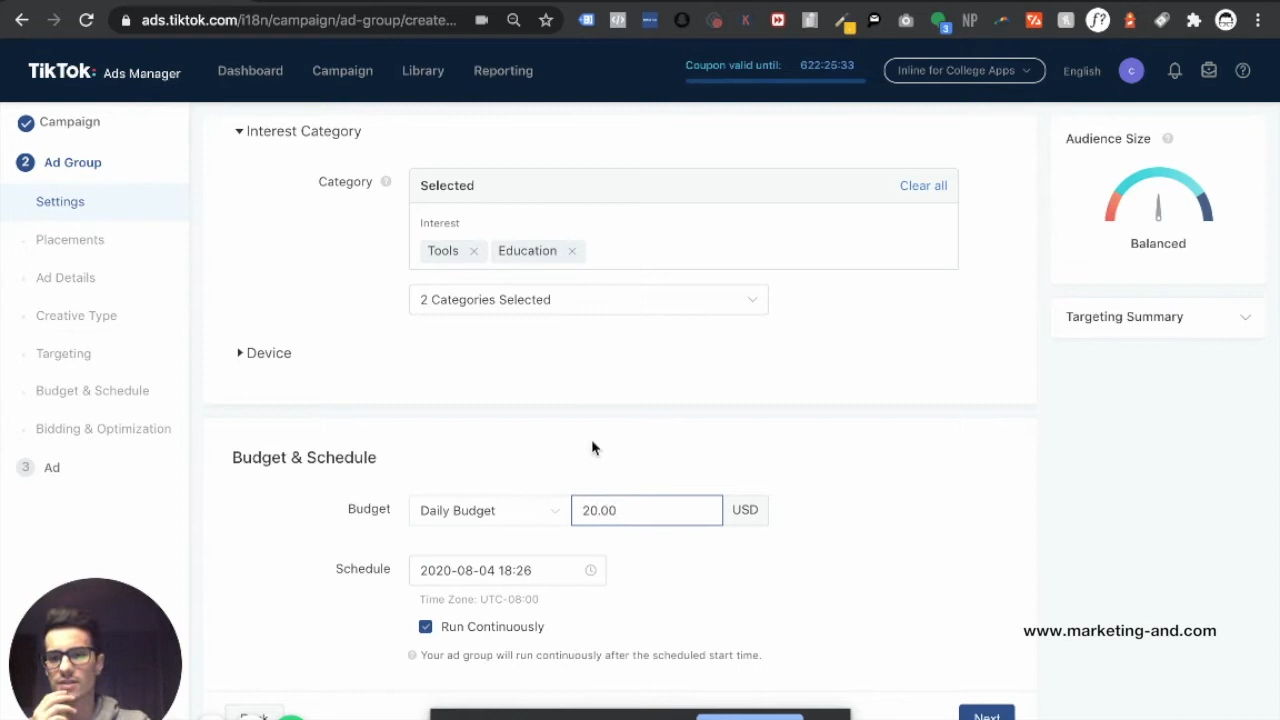 ads.tiktok.com/i18n/campaign/ad-group/create...
3
NP
f?
TikTok: Ads Manager
Dashboard
Campaign
Library
Reporting
Coupon valid until: 622:25:33
Inline for College Apps
English
C
Campaign
2 Ad Group
Settings
Placements
Ad Details
Creative Type
Targeting
Budget & Schedule
Bidding & Optimization
3 Ad
Interest Category
Category
Selected
Clear all
Interest
Tools
Education
2 Categories Selected
Device
Budget & Schedule
Budget
Daily Budget
20.00
USD
Schedule
2020-08-04 18:26
Time Zone: UTC-08:00
Run Continuously
Your ad group will run continuously after the scheduled start time.
Next
Audience Size
Balanced
Targeting Summary
www.marketing-and.com